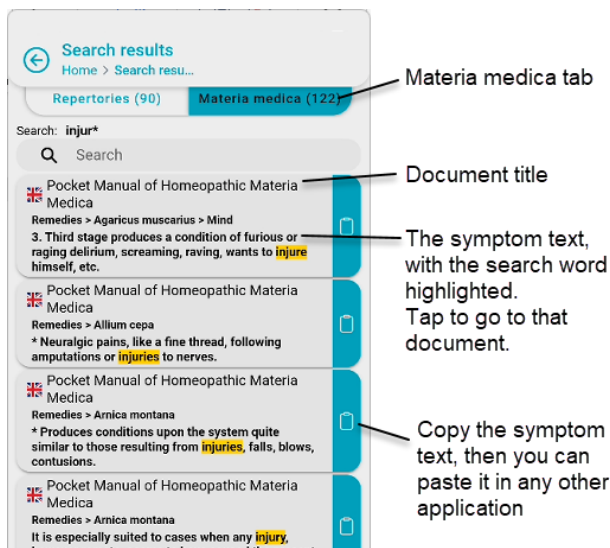 Search results
Home > Search resu...
Repertories (90)
Materia medica (122)
Materia medica tab
Search: injur*
Search
Pocket Manual of Homeopathic Materia
Medica
Document title
Remedies > Agaricus muscarius > Mind
3. Third stage produces a condition of furious or
raging delirium, screaming, raving, wants to injure
himself, etc.
The symptom text,
with the search word
highlighted.
Tap to go to that
document.
Pocket Manual of Homeopathic Materia
Medica
Remedies > Allium cepa
* Neuralgic pains, like a fine thread, following
amputations or injuries to nerves.
Pocket Manual of Homeopathic Materia
Medica
Remedies > Arnica montana
* Produces conditions upon the system quite
similar to those resulting from injuries, falls, blows,
contusions.
Copy the symptom
text, then you can
paste it in any other
application
Pocket Manual of Homeopathic Materia
Medica
Remedies > Arnica montana
It is especially suited to cases when any injury,